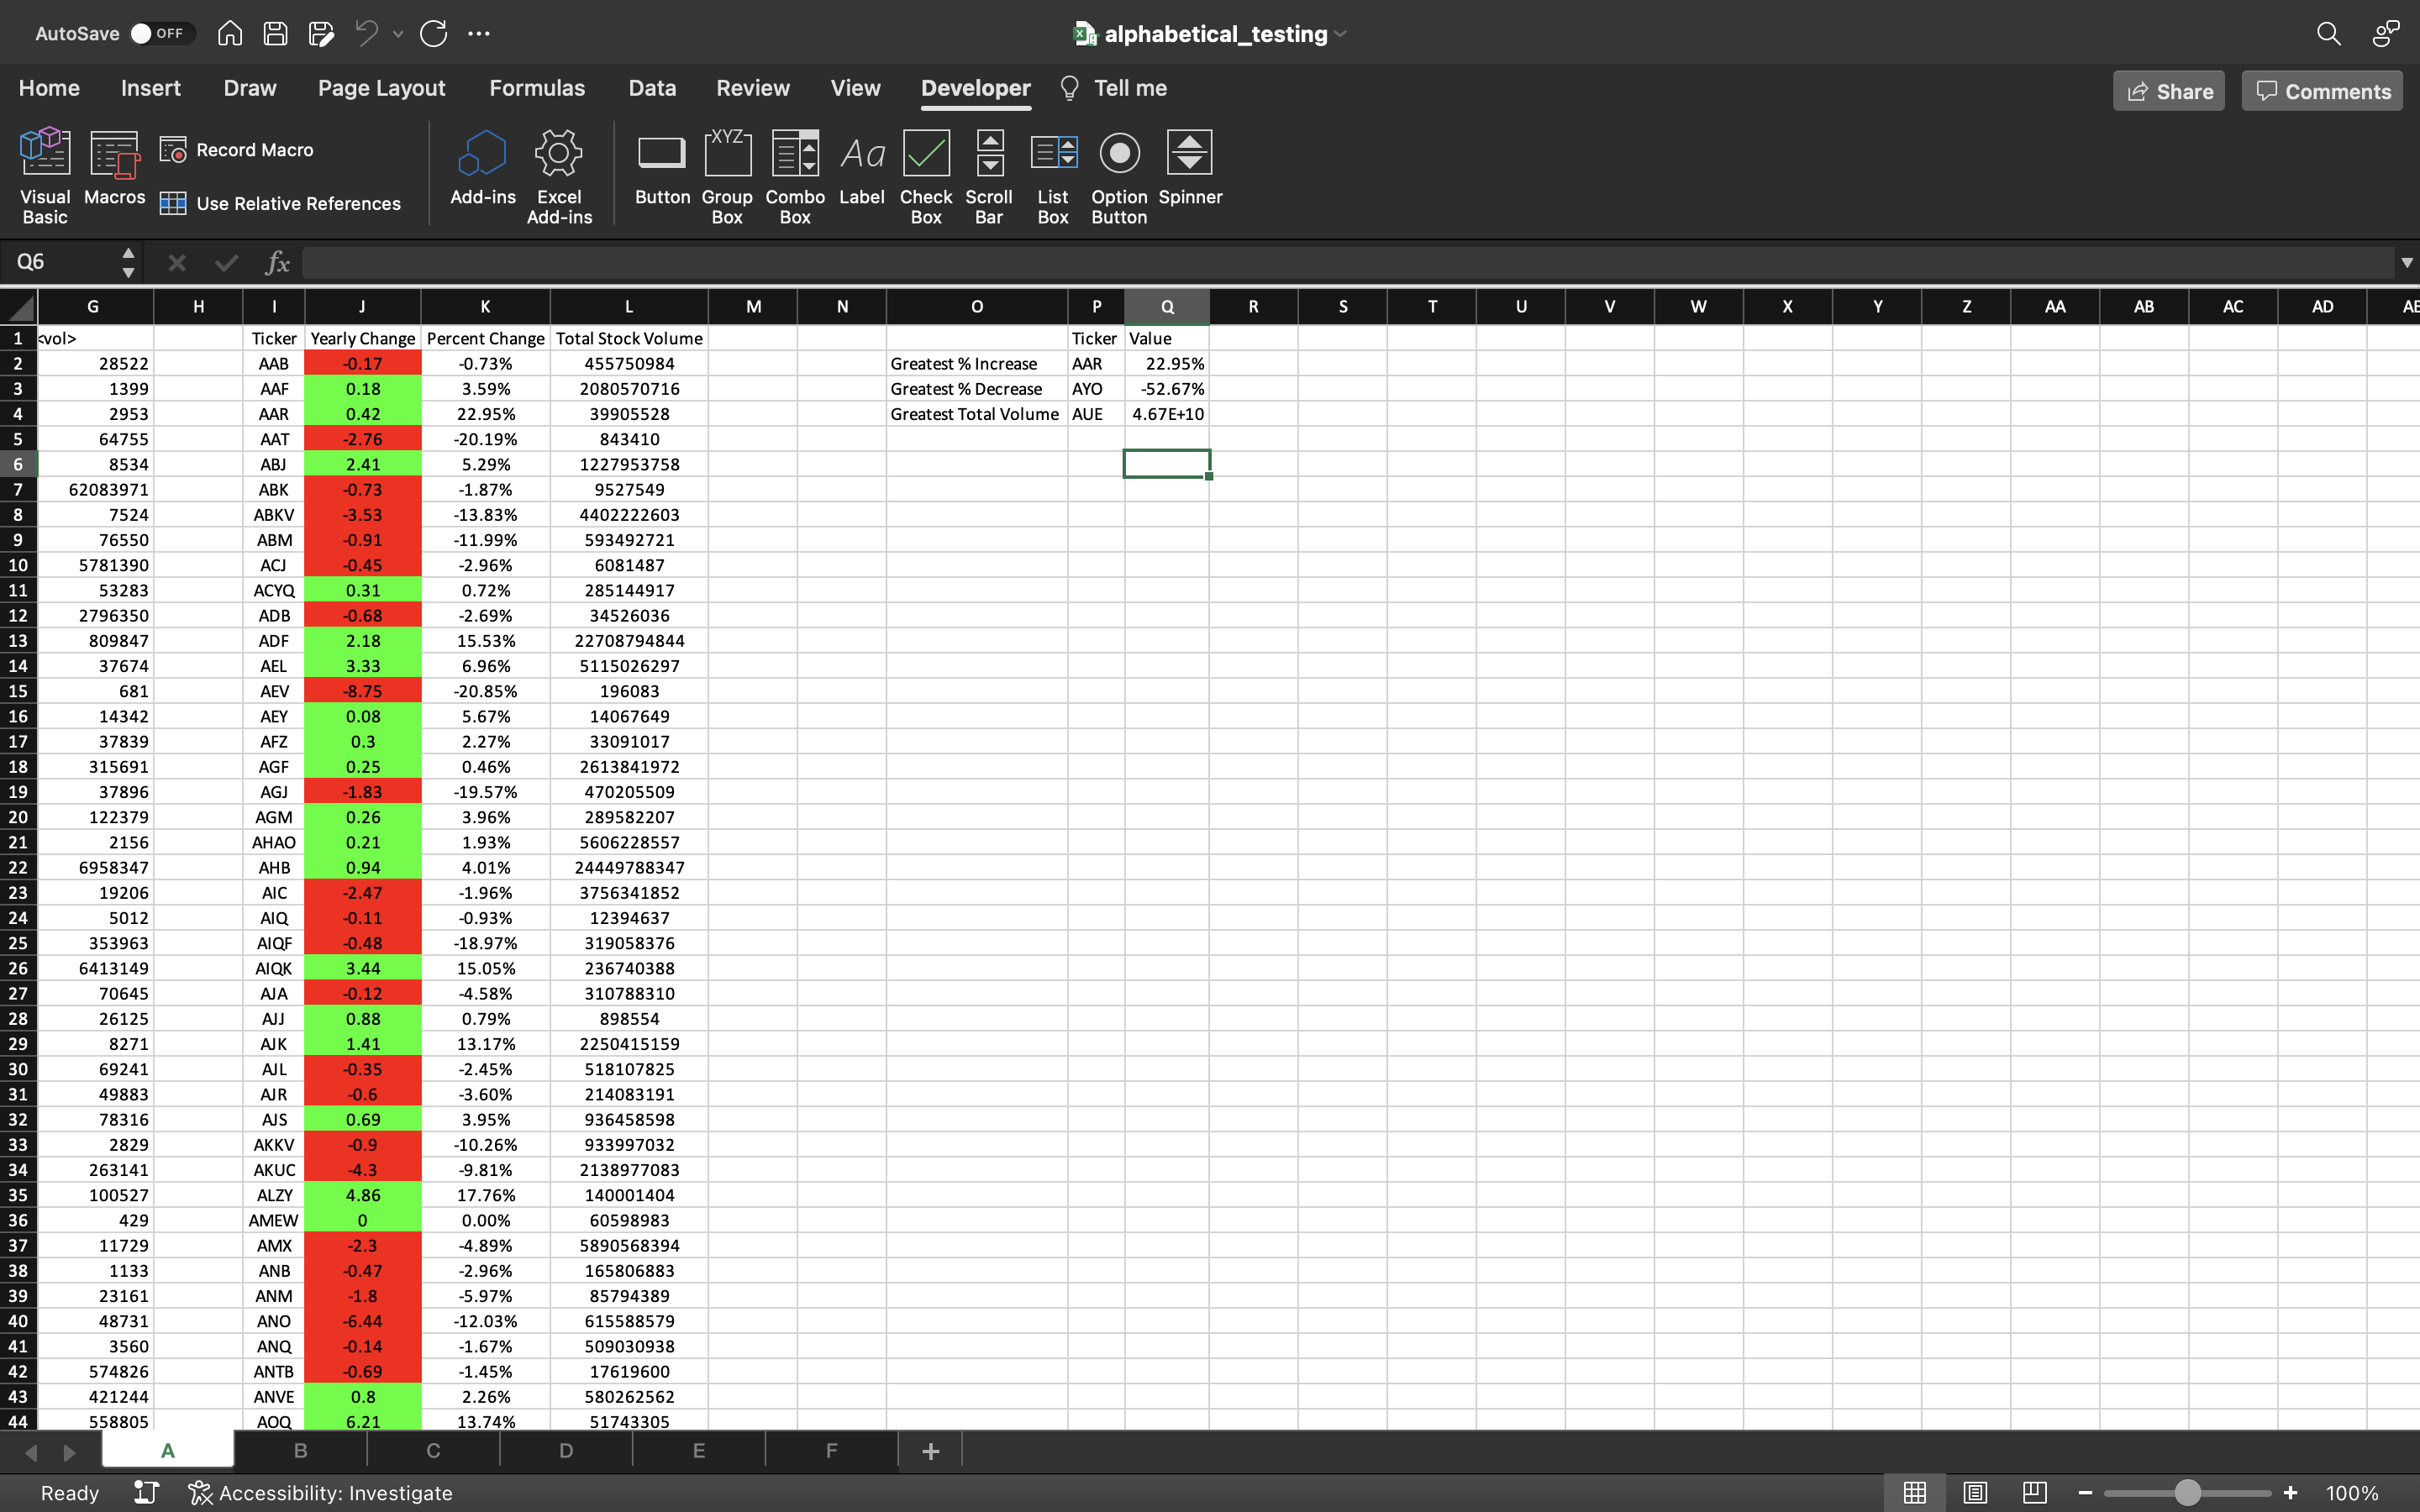 AutoSave OFF alphabetical_testing
Home Insert Draw Page Layout Formulas Data Review View Developer Tell me Share Comments
Visual Basic Macros Record Macro Use Relative References Add-ins Excel Add-ins Button Group Box Combo Box Label Check Box Scroll Bar List Box Option Button Spinner
XYZ Aa
Q6 fx
G H I J K L M N O P Q R S T U V W X Y Z AA AB AC AD AE
1 <vol> Ticker Yearly Change Percent Change Total Stock Volume Ticker Value
2 28522 AAB -0.17 -0.73% 455750984 Greatest % Increase AAR 22.95%
3 1399 AAF 0.18 3.59% 2080570716 Greatest % Decrease AYO -52.67%
4 2953 AAR 0.42 22.95% 39905528 Greatest Total Volume AUE 4.67E+10
5 64755 AAT -2.76 -20.19% 843410
6 8534 ABJ 2.41 5.29% 1227953758
7 62083971 ABK -0.73 -1.87% 9527549
8 7524 ABKV -3.53 -13.83% 4402222603
9 76550 ABM -0.91 -11.99% 593492721
10 5781390 ACJ -0.45 -2.96% 6081487
11 53283 ACYQ 0.31 0.72% 285144917
12 2796350 ADB -0.68 -2.69% 34526036
13 809847 ADF 2.18 15.53% 22708794844
14 37674 AEL 3.33 6.96% 5115026297
15 681 AEV -8.75 -20.85% 196083
16 14342 AEY 0.08 5.67% 14067649
17 37839 AFZ 0.3 2.27% 33091017
18 315691 AGF 0.25 0.46% 2613841972
19 37896 AGJ -1.83 -19.57% 470205509
20 122379 AGM 0.26 3.96% 289582207
21 2156 AHAO 0.21 1.93% 5606228557
22 6958347 AHB 0.94 4.01% 24449788347
23 19206 AIC -2.47 -1.96% 3756341852
24 5012 AIQ -0.11 -0.93% 12394637
25 353963 AIQF -0.48 -18.97% 319058376
26 6413149 AIQK 3.44 15.05% 236740388
27 70645 AJA -0.12 -4.58% 310788310
28 26125 AJJ 0.88 0.79% 898554
29 8271 AJK 1.41 13.17% 2250415159
30 69241 AJL -0.35 -2.45% 518107825
31 49883 AJR -0.6 -3.60% 214083191
32 78316 AJS 0.69 3.95% 936458598
33 2829 AKKV -0.9 -10.26% 933997032
34 263141 AKUC -4.3 -9.81% 2138977083
35 100527 ALZY 4.86 17.76% 140001404
36 429 AMEW 0 0.00% 60598983
37 11729 AMX -2.3 -4.89% 5890568394
38 1133 ANB -0.47 -2.96% 165806883
39 23161 ANM -1.8 -5.97% 85794389
40 48731 ANO -6.44 -12.03% 615588579
41 3560 ANQ -0.14 -1.67% 509030938
42 574826 ANTB -0.69 -1.45% 17619600
43 421244 ANVE 0.8 2.26% 580262562
44 558805 AOQ 6.21 13.74% 51743305
A B C D E F +
Ready Accessibility: Investigate 100%